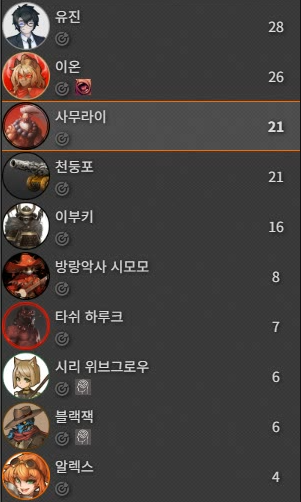 유진 28
이온 26
사무라이 21
천둥포 21
이부키 16
방랑악사 시모모 8
타쉬 하루크 7
시리 위브그로우 6
블랙잭 6
알렉스 4